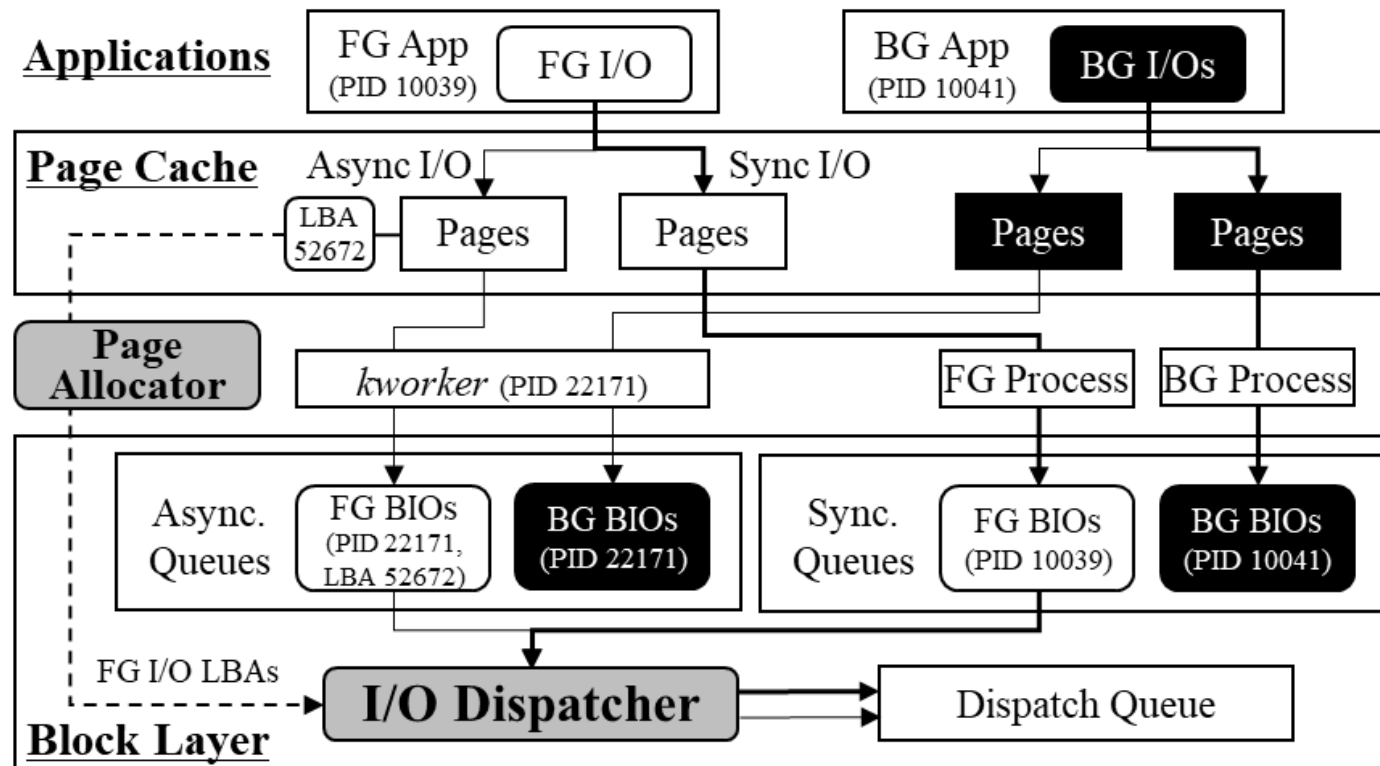 Applications
FG App
(PID 10039)
FG I/O
BG App
(PID 10041)
BG I/Os
Page Cache
Async I/O
Sync I/O
LBA
52672
Pages
Pages
Pages
Pages
Page
Allocator
kworker (PID 22171)
FG Process
BG Process
Async.
Queues
FG BIOs
(PID 22171,
LBA 52672)
BG BIOs
(PID 22171)
Sync.
Queues
FG BIOs
(PID 10039)
BG BIOs
(PID 10041)
FG I/O LBAs
I/O Dispatcher
Dispatch Queue
Block Layer